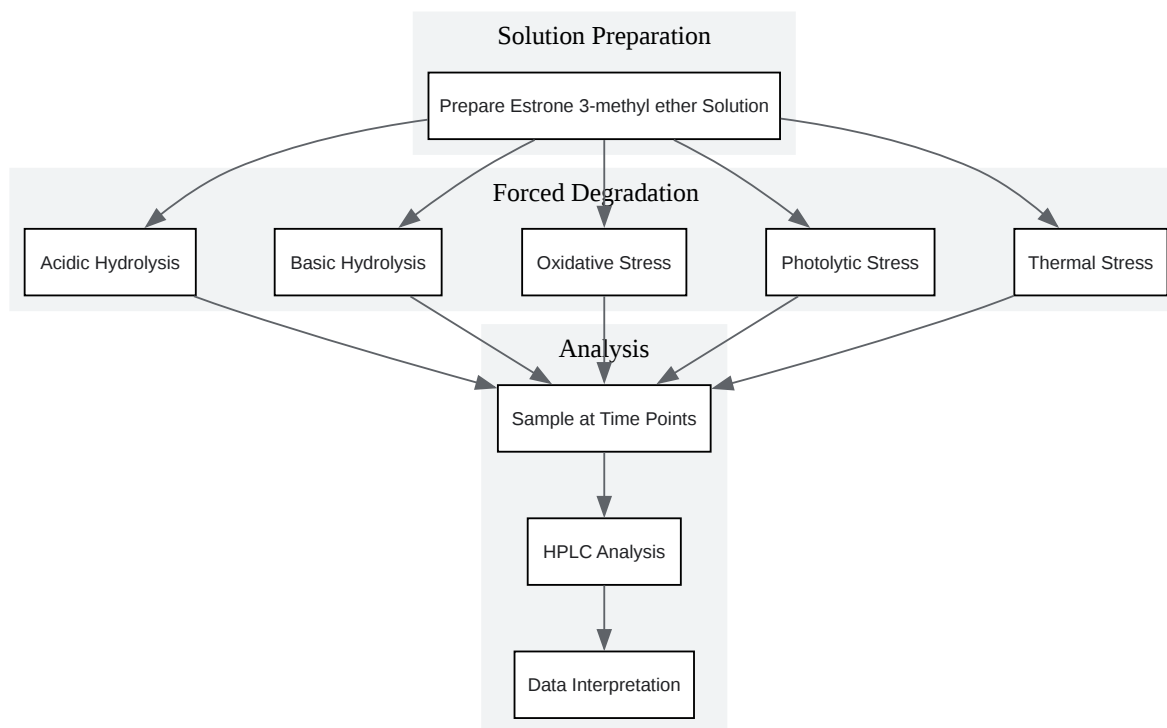 Solution Preparation
Prepare Estrone 3-methyl ether Solution
Forced Degradation
Acidic Hydrolysis
Basic Hydrolysis
Oxidative Stress
Photolytic Stress
Thermal Stress
Analysis
Sample at Time Points
HPLC Analysis
Data Interpretation